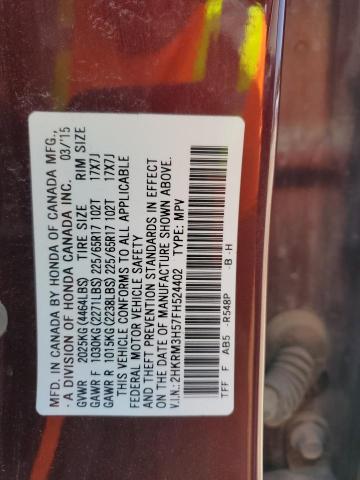 MFD. IN CANADA BY HONDA OF CANADA MFG.,
A DIVISION OF HONDA CANADA INC. 03/15
GVWR 2025KG(4464LBS) TIRE SIZE RIM SIZE
GAWR F 1030KG(2271LBS) 225/65R17 102T 17X7J
GAWR R 1015KG(2238LBS) 225/65R17 102T 17X7J
THIS VEHICLE CONFORMS TO ALL APPLICABLE
FEDERAL MOTOR VEHICLE SAFETY
AND THEFT PREVENTION STANDARDS IN EFFECT
ON THE DATE OF MANUFACTURE SHOWN ABOVE.
V.I.N.: 2HKRM3H57FH524402 TYPE: MPV
TFF F AB5 -R548P -B -H